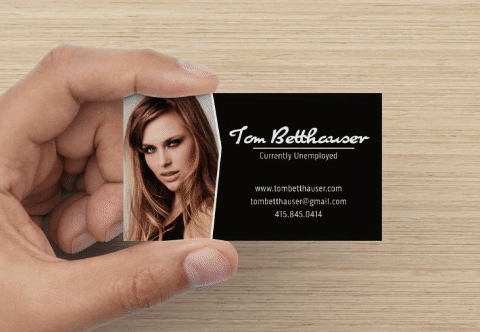 Tom Betthauser
Currently Unemployed
www.tombetthauser.com
tombetthauser@gmail.com
415.845.0414